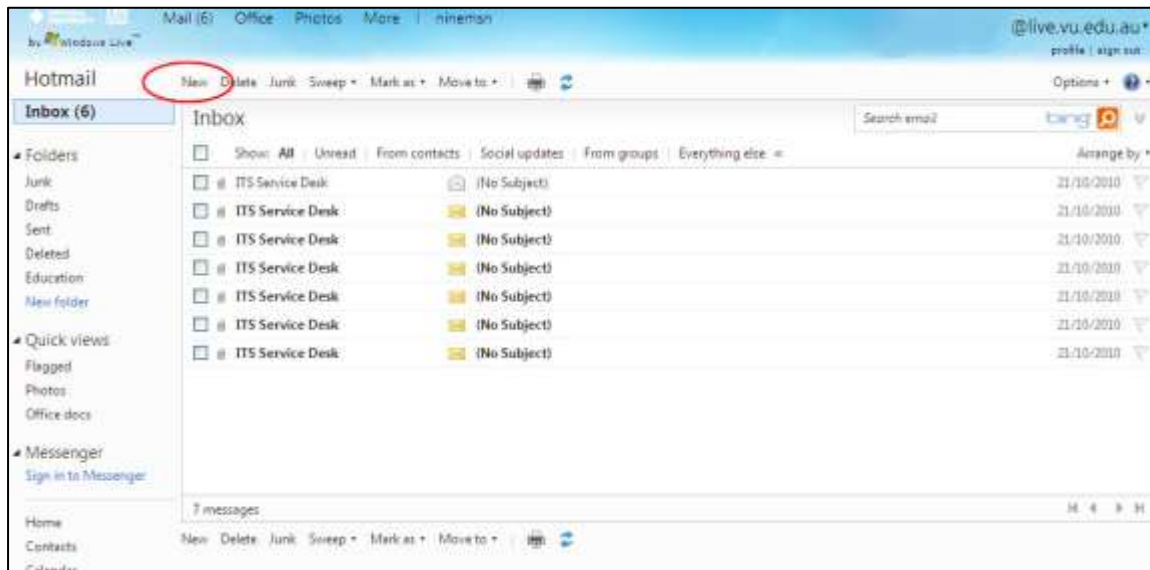 Mail (6) Office Photos More | nineman
by Windows Live™
@live.vu.edu.au
profile | sign out
Hotmail
New Delete Junk Sweep Mark as Move to
Options
Inbox (6)
Inbox
Search email
bing
Folders
Show: All Unread From contacts Social updates From groups Everything else
Arrange by
Junk
ITS Service Desk (No Subject) 21/10/2010
Drafts
ITS Service Desk (No Subject) 21/10/2010
Sent
ITS Service Desk (No Subject) 21/10/2010
Deleted
ITS Service Desk (No Subject) 21/10/2010
Education
ITS Service Desk (No Subject) 21/10/2010
New folder
ITS Service Desk (No Subject) 21/10/2010
Quick views
ITS Service Desk (No Subject) 21/10/2010
Flagged
Photos
Office docs
Messenger
Sign in to Messenger
7 messages
Home
Contacts
New Delete Junk Sweep Mark as Move to
Calendar